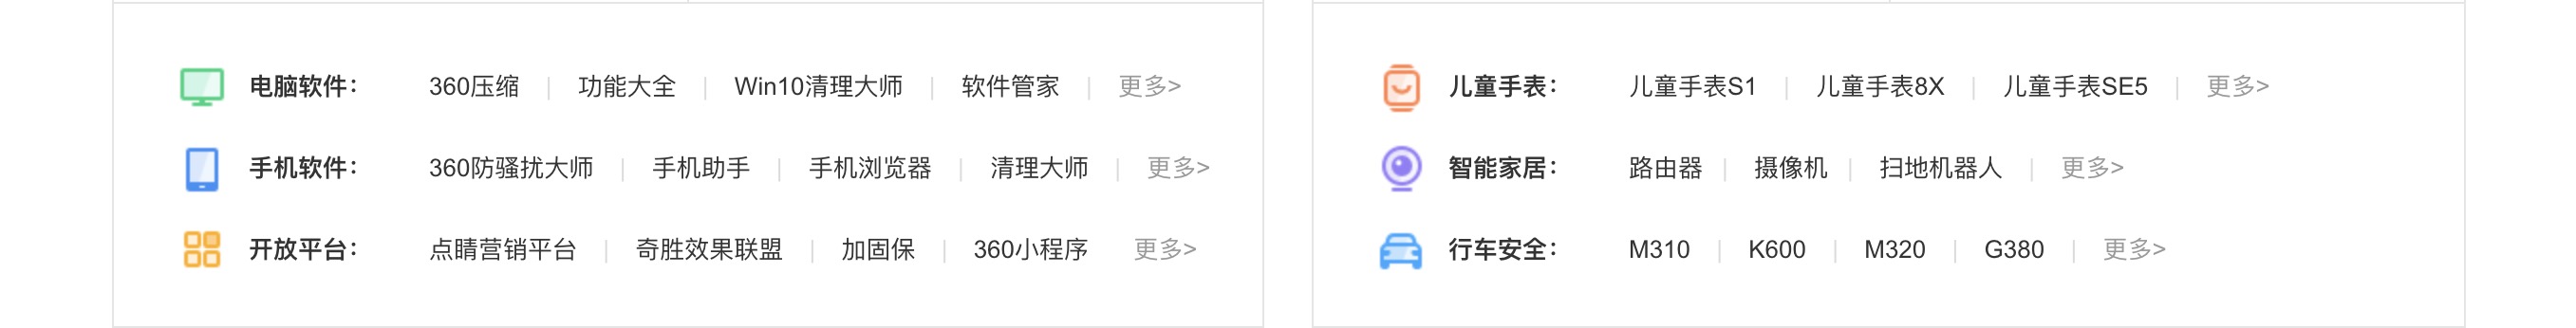 电脑软件： 360压缩 | 功能大全 | Win10清理大师 | 软件管家 | 更多>
手机软件： 360防骚扰大师 | 手机助手 | 手机浏览器 | 清理大师 | 更多>
开放平台： 点睛营销平台 | 奇胜效果联盟 | 加固保 | 360小程序 更多>
儿童手表： 儿童手表S1 | 儿童手表8X | 儿童手表SE5 | 更多>
智能家居： 路由器 | 摄像机 | 扫地机器人 | 更多>
行车安全： M310 | K600 | M320 | G380 | 更多>